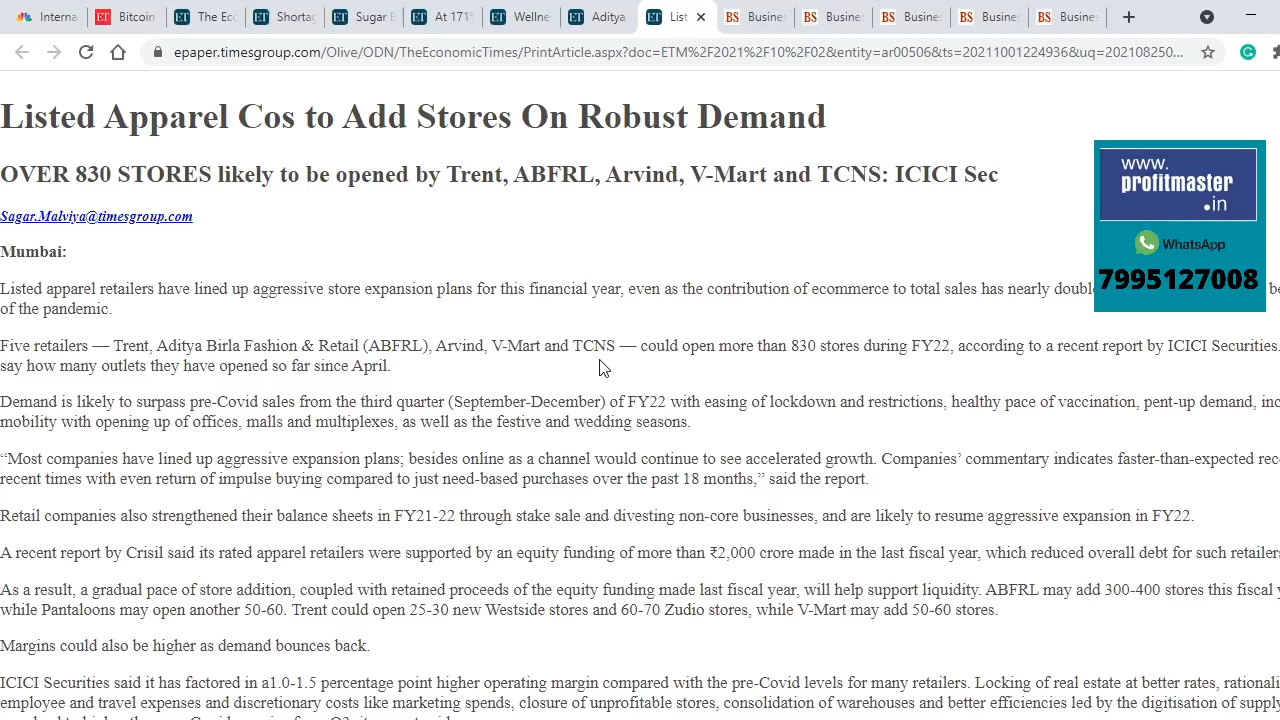 Interna
Bitcoin
The Ec
Shortag
Sugar E
At 1715
Wellne
Aditya
List
Busine
Busine
Busine
Busine
Busine
epaper.timesgroup.com/Olive/ODN/TheEconomicTimes/PrintArticle.aspx?doc=ETM%2F2021%2F10%2F02&entity=ar00506&ts=20211001224936&uq=202108250...
Listed Apparel Cos to Add Stores On Robust Demand
OVER 830 STORES likely to be opened by Trent, ABFRL, Arvind, V-Mart and TCNS: ICICI Sec
Sagar.Malviya@timesgroup.com
Mumbai:
Listed apparel retailers have lined up aggressive store expansion plans for this financial year, even as the contribution of ecommerce to total sales has nearly doubl be
of the pandemic.
Five retailers — Trent, Aditya Birla Fashion & Retail (ABFRL), Arvind, V-Mart and TCNS — could open more than 830 stores during FY22, according to a recent report by ICICI Securities.
say how many outlets they have opened so far since April.
Demand is likely to surpass pre-Covid sales from the third quarter (September-December) of FY22 with easing of lockdown and restrictions, healthy pace of vaccination, pent-up demand, inc
mobility with opening up of offices, malls and multiplexes, as well as the festive and wedding seasons.
“Most companies have lined up aggressive expansion plans; besides online as a channel would continue to see accelerated growth. Companies’ commentary indicates faster-than-expected rec
recent times with even return of impulse buying compared to just need-based purchases over the past 18 months,” said the report.
Retail companies also strengthened their balance sheets in FY21-22 through stake sale and divesting non-core businesses, and are likely to resume aggressive expansion in FY22.
A recent report by Crisil said its rated apparel retailers were supported by an equity funding of more than ₹2,000 crore made in the last fiscal year, which reduced overall debt for such retailers
As a result, a gradual pace of store addition, coupled with retained proceeds of the equity funding made last fiscal year, will help support liquidity. ABFRL may add 300-400 stores this fiscal y
while Pantaloons may open another 50-60. Trent could open 25-30 new Westside stores and 60-70 Zudio stores, while V-Mart may add 50-60 stores.
Margins could also be higher as demand bounces back.
ICICI Securities said it has factored in a1.0-1.5 percentage point higher operating margin compared with the pre-Covid levels for many retailers. Locking of real estate at better rates, rationali
employee and travel expenses and discretionary costs like marketing spends, closure of unprofitable stores, consolidation of warehouses and better efficiencies led by the digitisation of supply
www.
profitmaster
.in
WhatsApp
7995127008